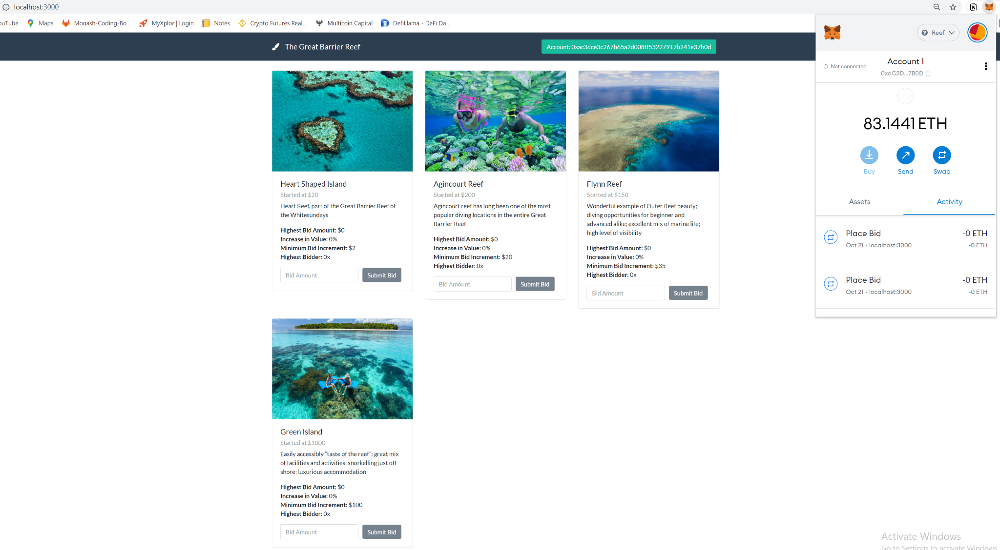 localhost:3000
ouTube
Maps
Monash-Coding-Bo...
MyXplor | Login
Notes
Crypto Futures Real...
Multicoin Capital
DefiLlama - DeFi Da...
The Great Barrier Reef
Account: 0xac3dce3c267b65a2d008ff53227917b241e37b0d
Heart Shaped Island
Started at $20
Heart Reef, part of the Great Barrier Reef of
the Whitesundays
Highest Bid Amount: $0
Increase in Value: 0%
Minimum Bid Increment: $2
Highest Bidder: 0x
Bid Amount
Submit Bid
Agincourt Reef
Started at $200
Agincourt reef has long been one of the most
popular diving locations in the entire Great
Barrier Reef
Highest Bid Amount: $0
Increase in Value: 0%
Minimum Bid Increment: $20
Highest Bidder: 0x
Bid Amount
Submit Bid
Flynn Reef
Started at $150
Wonderful example of Outer Reef beauty;
diving opportunities for beginner and
advanced alike; excellent mix of marine life;
high level of visibility
Highest Bid Amount: $0
Increase in Value: 0%
Minimum Bid Increment: $35
Highest Bidder: 0x
Bid Amount
Submit Bid
Green Island
Started at $1000
Easily accessibly “taste of the reef”; great mix
of facilities and activities; snorkelling just off
shore; luxurious accommodation
Highest Bid Amount: $0
Increase in Value: 0%
Minimum Bid Increment: $100
Highest Bidder: 0x
Bid Amount
Submit Bid
Reef
Not connected
Account 1
0xaC3D...7B0D
83.1441 ETH
Buy
Send
Swap
Assets
Activity
Place Bid
-0 ETH
Oct 21 · localhost:3000
-0 ETH
Place Bid
-0 ETH
Oct 21 · localhost:3000
-0 ETH
Activate Windows
Go to Settings to activate Windows